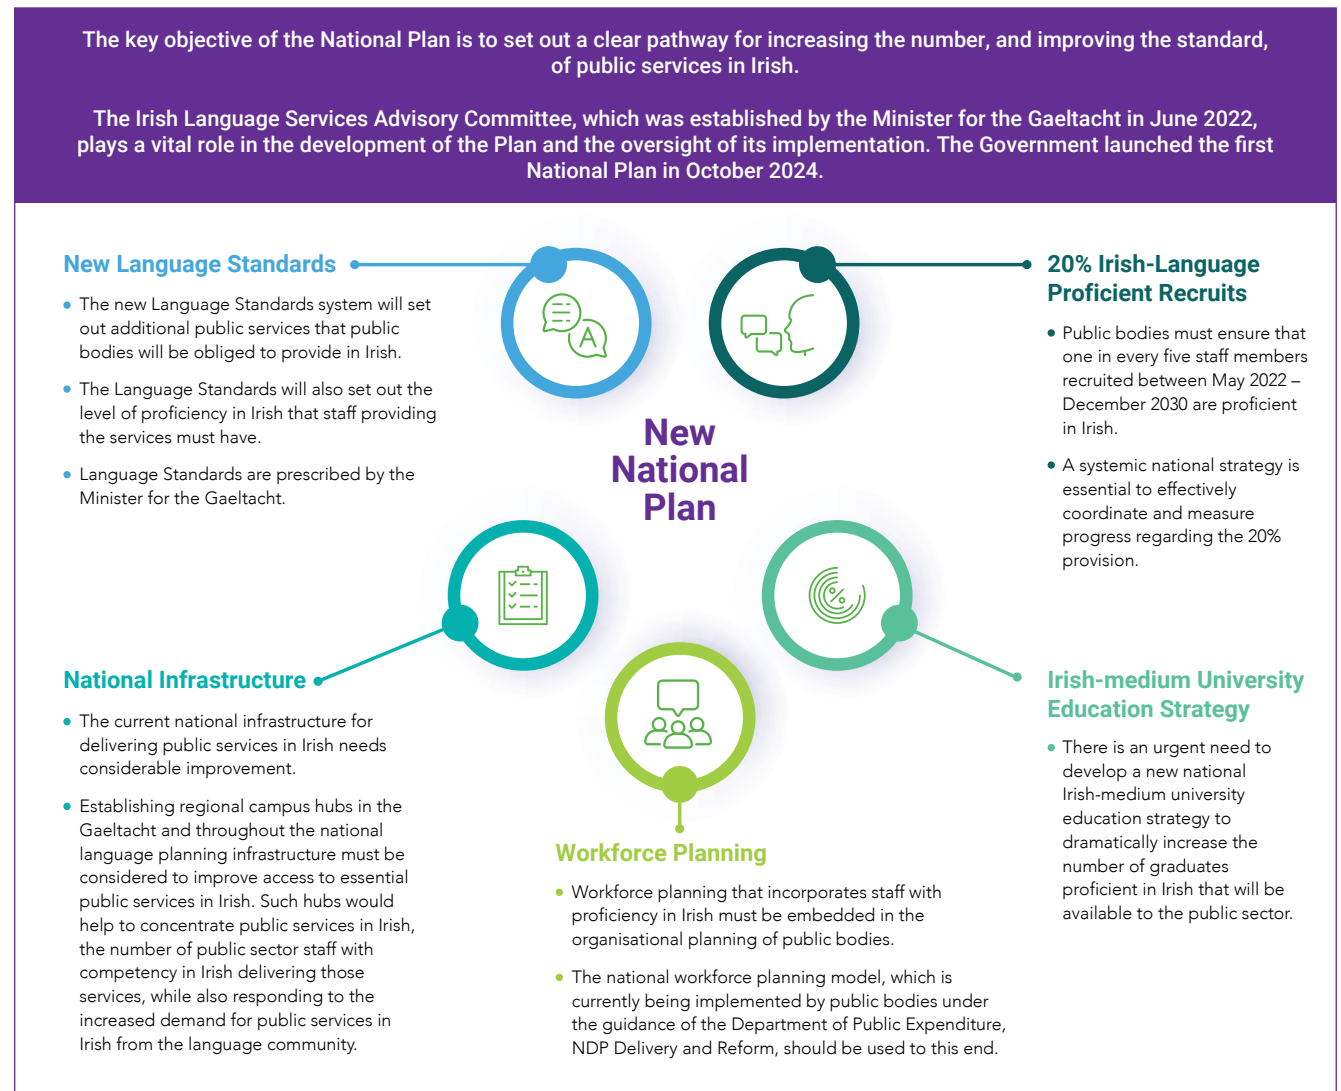 The key objective of the National Plan is to set out a clear pathway for increasing the number, and improving the standard,
of public services in Irish.
The Irish Language Services Advisory Committee, which was established by the Minister for the Gaeltacht in June 2022,
plays a vital role in the development of the Plan and the oversight of its implementation. The Government launched the first
National Plan in October 2024.
New Language Standards
• The new Language Standards system will set
out additional public services that public
bodies will be obliged to provide in Irish.
• The Language Standards will also set out the
level of proficiency in Irish that staff providing
the services must have.
• Language Standards are prescribed by the
Minister for the Gaeltacht.
A
New
National
Plan
20% Irish-Language
Proficient Recruits
• Public bodies must ensure that
one in every five staff members
recruited between May 2022 –
December 2030 are proficient
in Irish.
• A systemic national strategy is
essential to effectively
coordinate and measure
progress regarding the 20%
provision.
%
National Infrastructure
• The current national infrastructure for
delivering public services in Irish needs
considerable improvement.
• Establishing regional campus hubs in the
Gaeltacht and throughout the national
language planning infrastructure must be
considered to improve access to essential
public services in Irish. Such hubs would
help to concentrate public services in Irish,
the number of public sector staff with
competency in Irish delivering those
services, while also responding to the
increased demand for public services in
Irish from the language community.
Workforce Planning
• Workforce planning that incorporates staff with
proficiency in Irish must be embedded in the
organisational planning of public bodies.
• The national workforce planning model, which is
currently being implemented by public bodies under
the guidance of the Department of Public Expenditure,
NDP Delivery and Reform, should be used to this end.
Irish-medium University
Education Strategy
• There is an urgent need to
develop a new national
Irish-medium university
education strategy to
dramatically increase the
number of graduates
proficient in Irish that will be
available to the public sector.